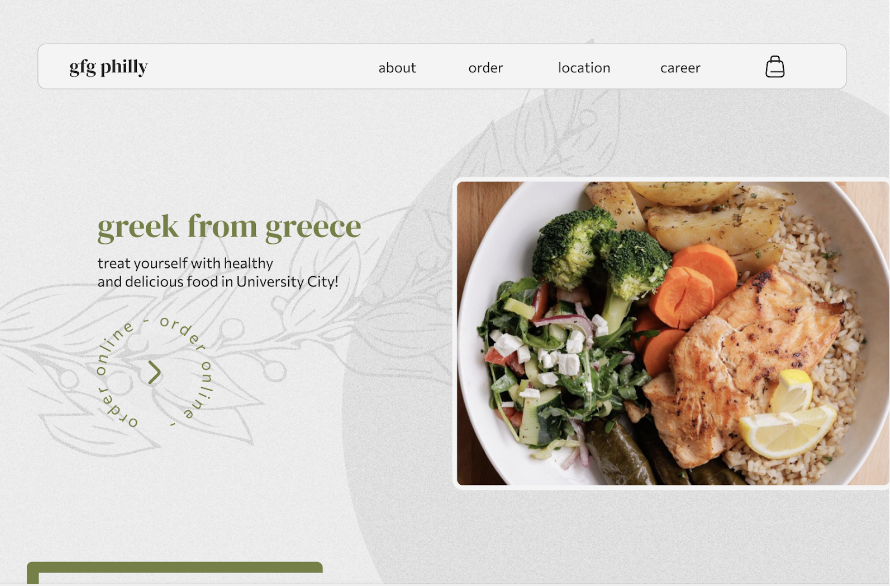 gfg philly
about
order
location
career
greek from greece
treat yourself with healthy
and delicious food in University City!
order online - order online -